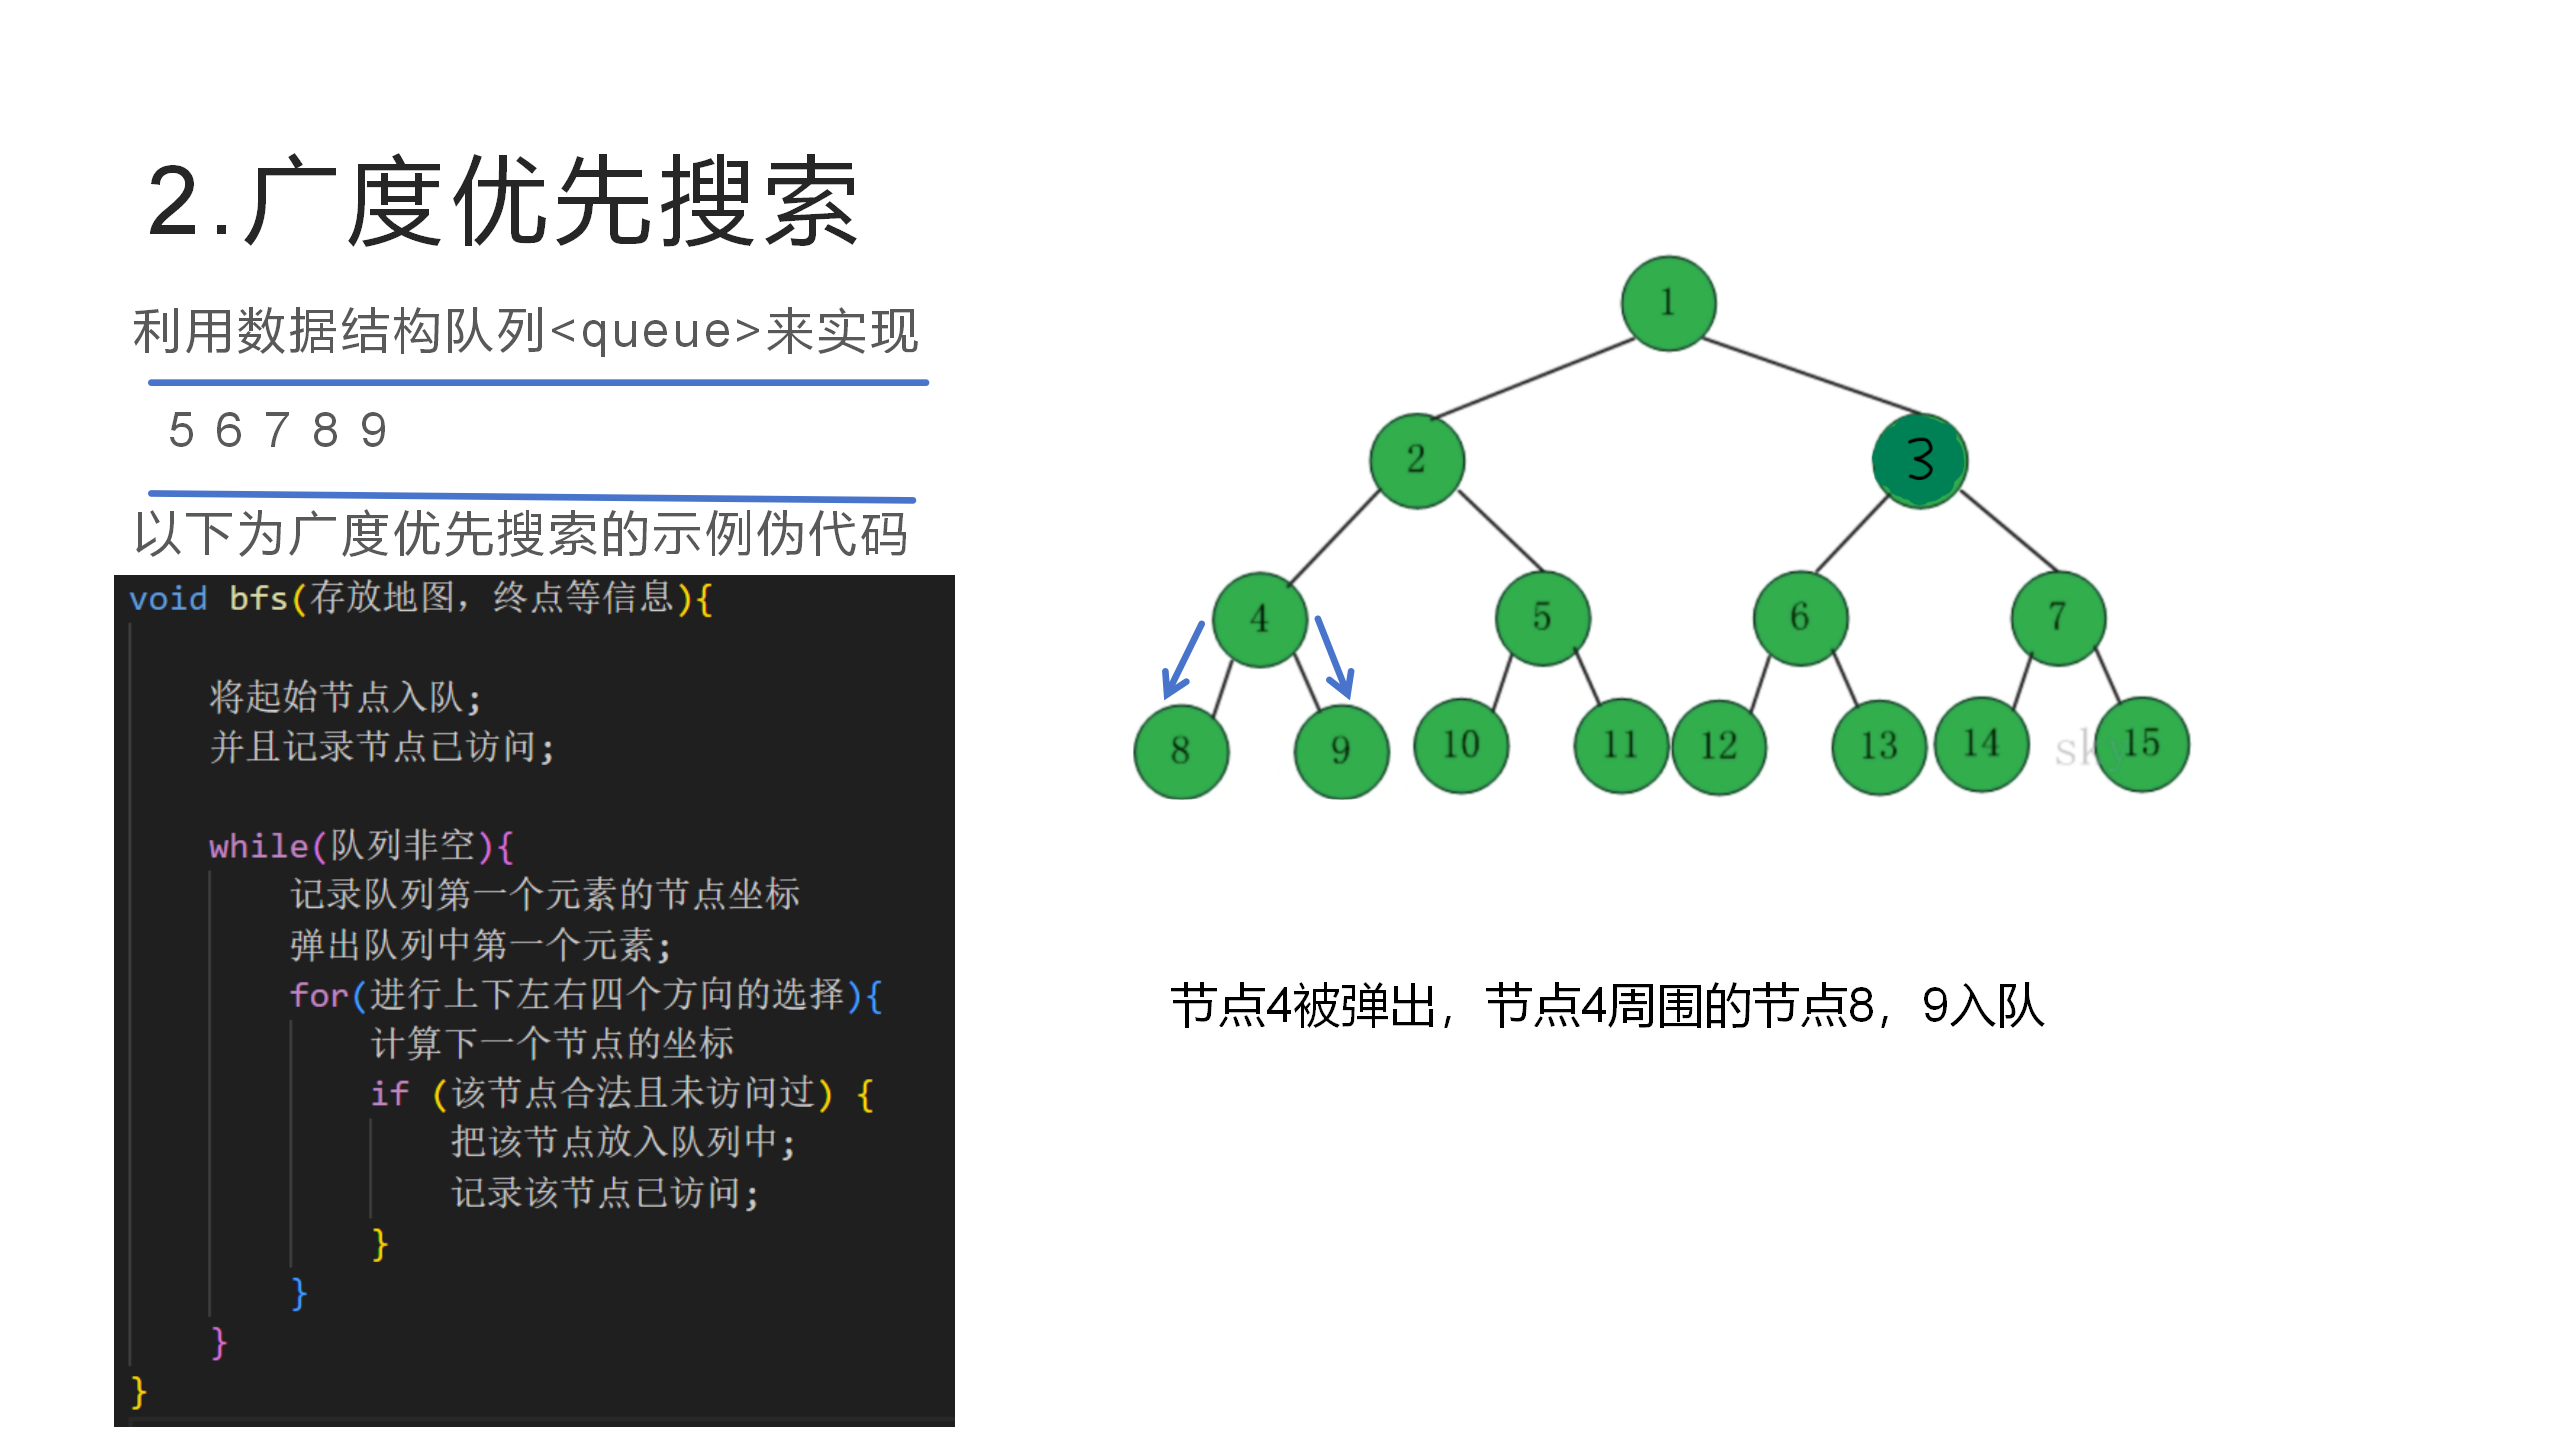 2.广度优先搜索
利用数据结构队列<queue>来实现
5 6 7 8 9
以下为广度优先搜索的示例伪代码
void bfs(存放地图，终点等信息){
将起始节点入队;
并且记录节点已访问;
while(队列非空){
记录队列第一个元素的节点坐标
弹出队列中第一个元素;
for(进行上下左右四个方向的选择){
计算下一个节点的坐标
if (该节点合法且未访问过) {
把该节点放入队列中;
记录该节点已访问;
}
}
}
}
1
2 3
4 5 6 7
8 9 10 11 12 13 14 sky 15
节点4被弹出，节点4周围的节点8，9入队